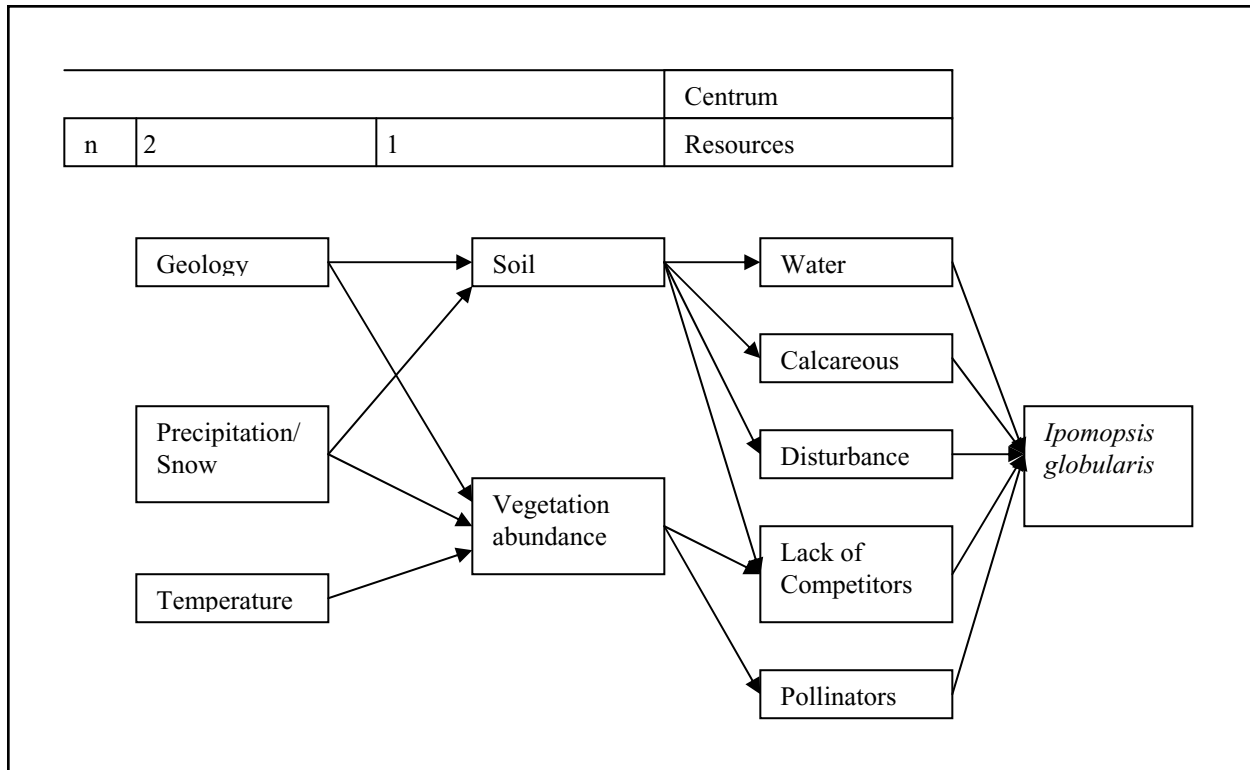 Centrum
n 2 1 Resources
Geology Soil Water
Calcareous
Precipitation/
Snow
Disturbance
Ipomopsis
globularis
Vegetation
abundance
Lack of
Competitors
Temperature
Pollinators